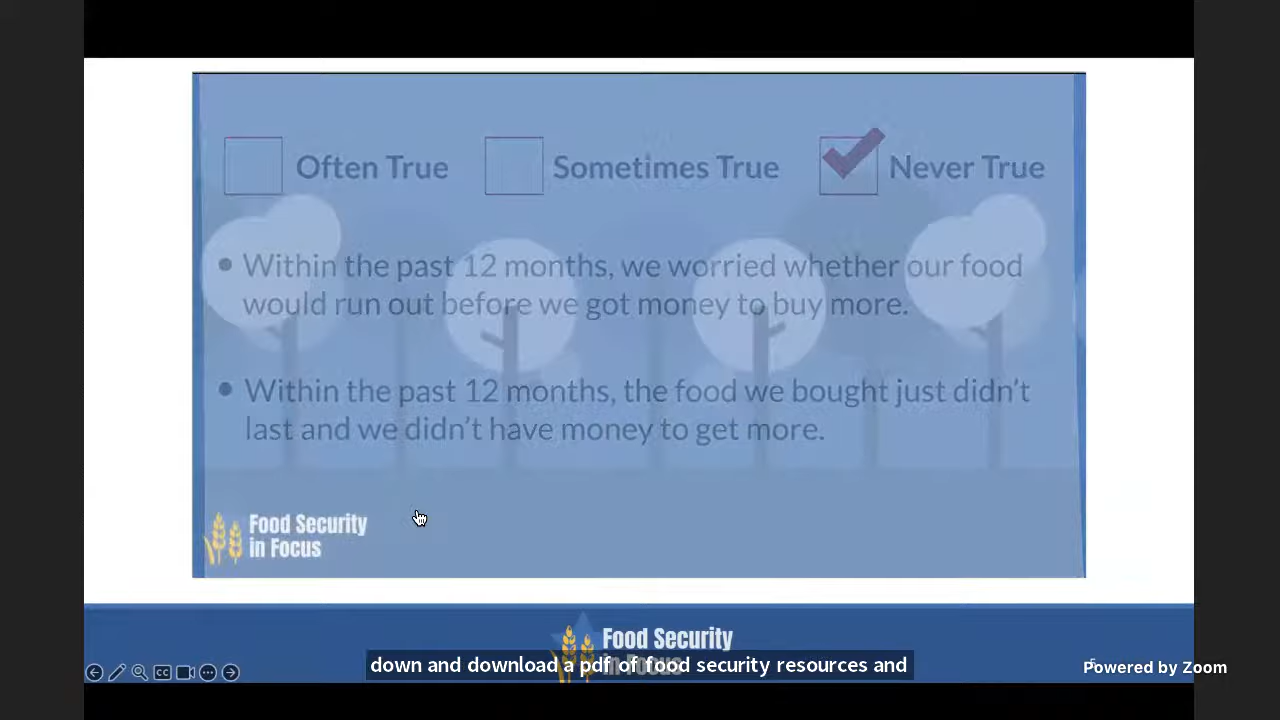 Often True Sometimes True Never True
• Within the past 12 months, we worried whether our food
would run out before we got money to buy more.
• Within the past 12 months, the food we bought just didn’t
last and we didn’t have money to get more.
Food Security
in Focus
Food Security
in Focus
down and download a pdf of food security resources and
CC
Powered by Zoom